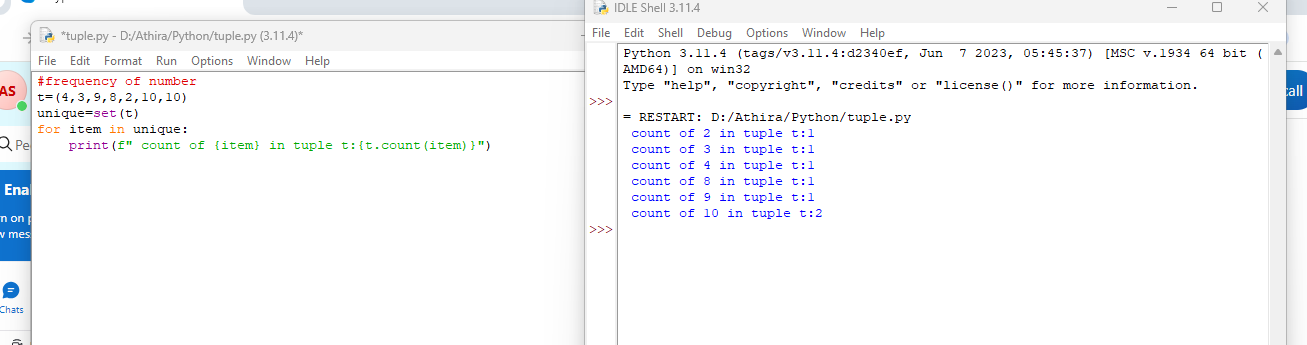 *tuple.py - D:/Athira/Python/tuple.py (3.11.4)*
File Edit Format Run Options Window Help
#frequency of number
t=(4,3,9,8,2,10,10)
unique=set(t)
for item in unique:
    print(f" count of {item} in tuple t:{t.count(item)}")
AS
Pe
Enal
n on
w mes
Chats
IDLE Shell 3.11.4
File Edit Shell Debug Options Window Help
Python 3.11.4 (tags/v3.11.4:d2340ef, Jun  7 2023, 05:45:37) [MSC v.1934 64 bit (
AMD64)] on win32
Type "help", "copyright", "credits" or "license()" for more information.
>>>
= RESTART: D:/Athira/Python/tuple.py
 count of 2 in tuple t:1
 count of 3 in tuple t:1
 count of 4 in tuple t:1
 count of 8 in tuple t:1
 count of 9 in tuple t:1
 count of 10 in tuple t:2
>>>
all